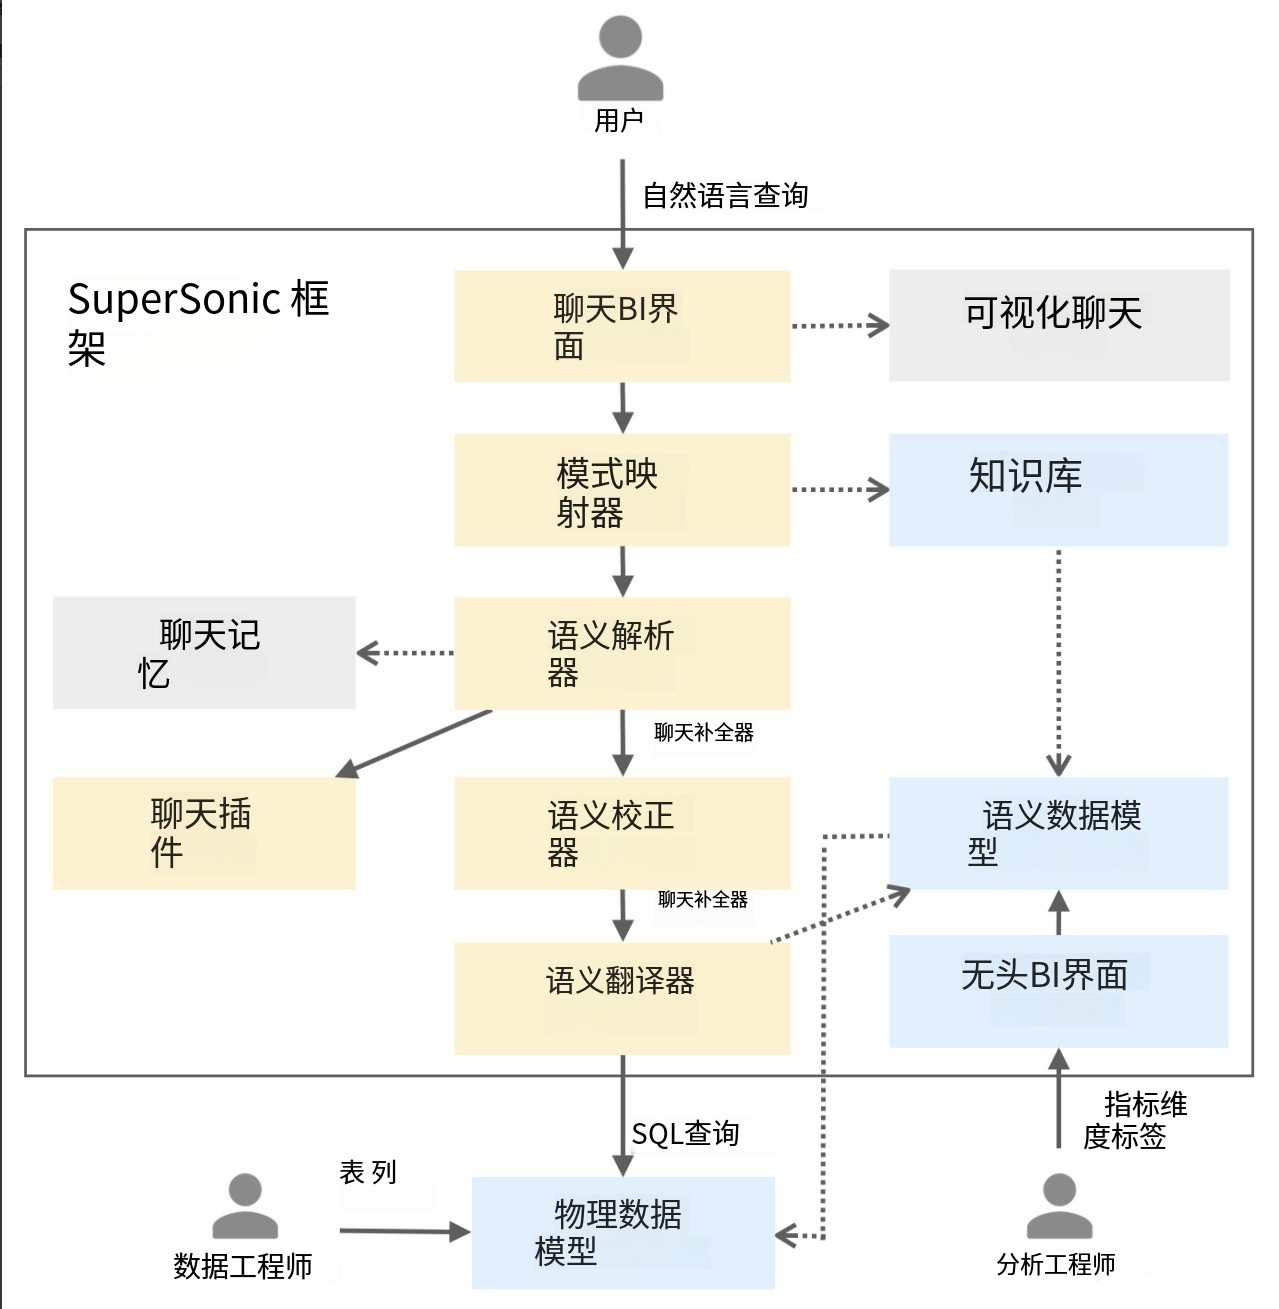 用户
自然语言查询
SuperSonic 框
架
聊天BI界
面
可视化聊天
模式映
射器
知识库
聊天记
忆
语义解析
器
聊天补全器
聊天插
件
语义校正
器
语义数据模
型
聊天补全器
语义翻译器
无头BI界面
指标维
度标签
SQL查询
表 列
物理数据
模型
数据工程师
分析工程师